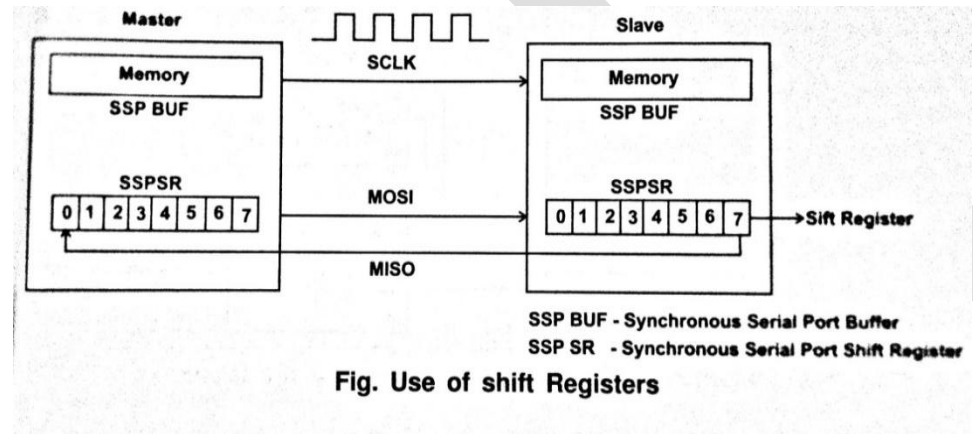 Master
Slave
SCLK
Memory
SSP BUF
Memory
SSP BUF
SSPSR
0 1 2 3 4 5 6 7
MOSI
SSPSR
0 1 2 3 4 5 6 7
Sift Register
MISO
SSP BUF - Synchronous Serial Port Buffer
SSP SR - Synchronous Serial Port Shift Register
Fig. Use of shift Registers